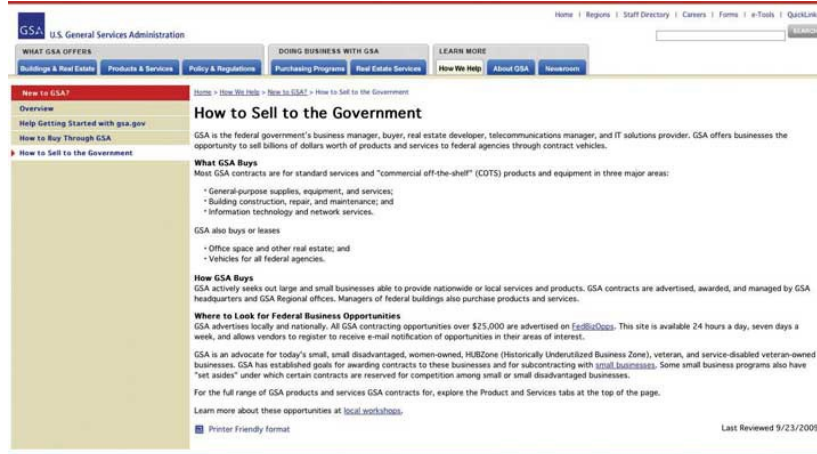 Home | Regions | Staff Directory | Careers | Forms | e-Tools | QuickLink
GSA U.S. General Services Administration
SEARCH
WHAT GSA OFFERS DOING BUSINESS WITH GSA LEARN MORE
Buildings & Real Estate Products & Services Policy & Regulations Purchasing Programs Real Estate Services How We Help About GSA Newsroom
New to GSA?
Overview
Help Getting Started with gsa.gov
How to Buy Through GSA
How to Sell to the Government
Home > How We Help > New to GSA? > How to Sell to the Government
How to Sell to the Government
GSA is the federal government's business manager, buyer, real estate developer, telecommunications manager, and IT solutions provider. GSA offers businesses the
opportunity to sell billions of dollars worth of products and services to federal agencies through contract vehicles.
What GSA Buys
Most GSA contracts are for standard services and "commercial off-the-shelf" (COTS) products and equipment in three major areas:
· General-purpose supplies, equipment, and services;
· Building construction, repair, and maintenance; and
· Information technology and network services.
GSA also buys or leases
· Office space and other real estate; and
· Vehicles for all federal agencies.
How GSA Buys
GSA actively seeks out large and small businesses able to provide nationwide or local services and products. GSA contracts are advertised, awarded, and managed by GSA
headquarters and GSA Regional offices. Managers of federal buildings also purchase products and services.
Where to Look for Federal Business Opportunities
GSA advertises locally and nationally. All GSA contracting opportunities over $25,000 are advertised on FedBizOpps. This site is available 24 hours a day, seven days a
week, and allows vendors to register to receive e-mail notification of opportunities in their areas of interest.
GSA is an advocate for today's small, small disadvantaged, women-owned, HUBZone (Historically Underutilized Business Zone), veteran, and service-disabled veteran-owned
businesses. GSA has established goals for awarding contracts to these businesses and for subcontracting with small businesses. Some small business programs also have
"set asides" under which certain contracts are reserved for competition among small or small disadvantaged businesses.
For the full range of GSA products and services GSA contracts for, explore the Product and Services tabs at the top of the page.
Learn more about these opportunities at local workshops.
Printer Friendly format
Last Reviewed 9/23/2009